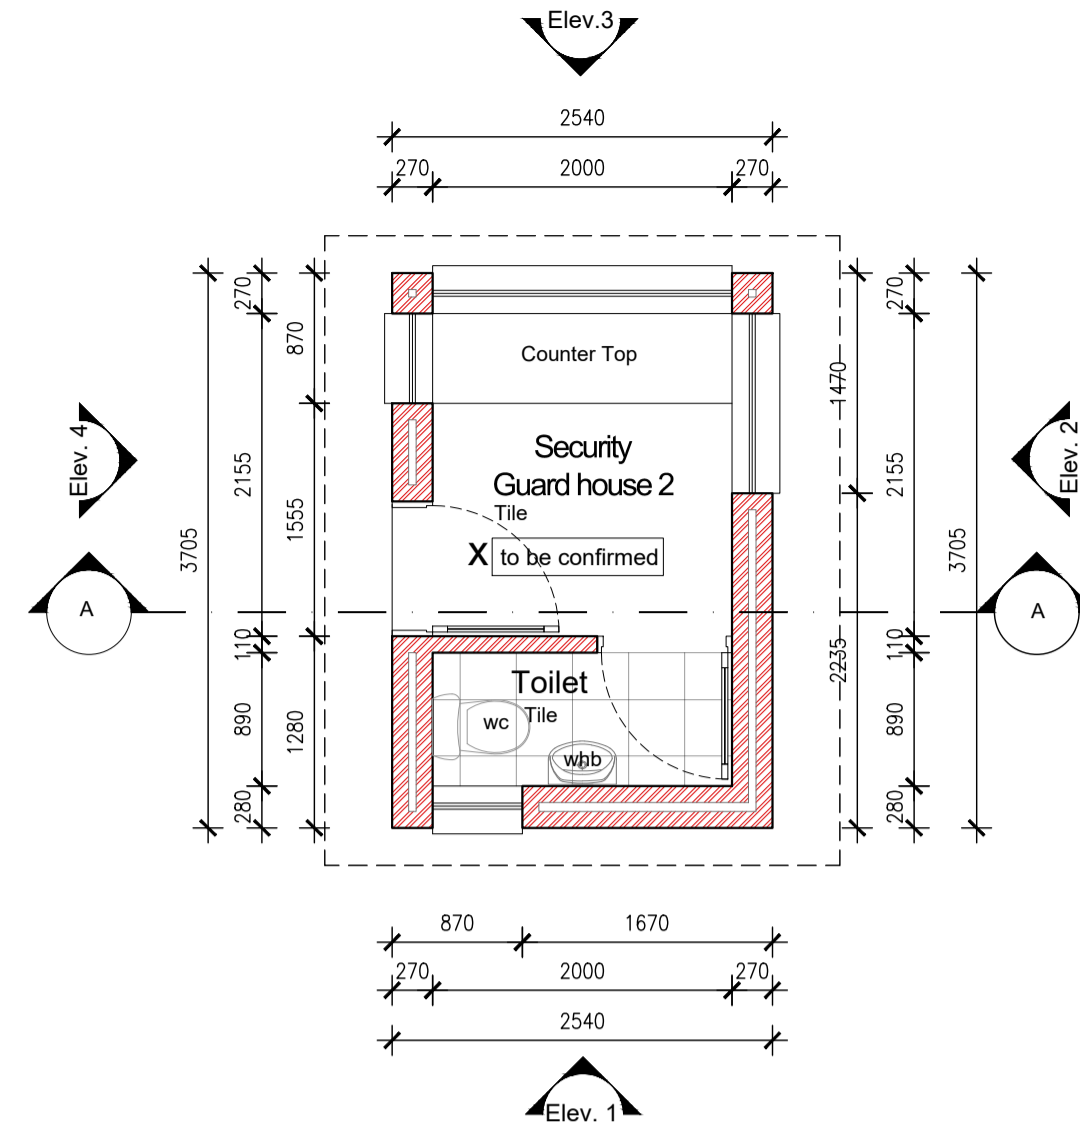 Elev.3
2540
270 2000 270
270
870
2155
3705
1555
110
890
1280
280
Elev. 4
A
Counter Top
Security
Guard house 2
Tile
X to be confirmed
Toilet
Tile
wc
whb
1470
2235
270
2155
110
890
280
3705
Elev. 2
A
870 1670
270 2000 270
2540
Elev. 1